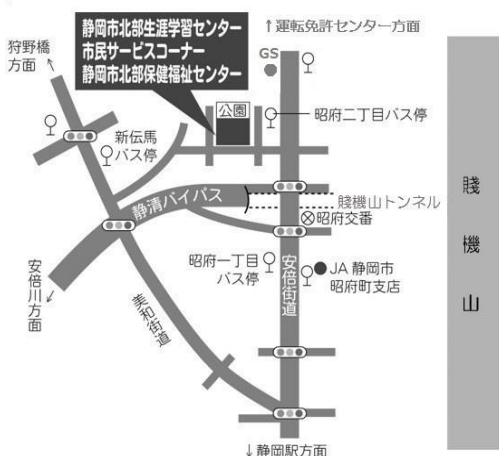 静岡市北部生涯学習センター
市民サービスコーナー
静岡市北部保健福祉センター
↑運転免許センター方面
GS
狩野橋
方面
公園
昭府二丁目バス停
新伝馬
バス停
静清バイパス
賤機山トンネル
昭府交番
安倍川方面
美和街道
昭府一丁目
バス停
安倍街道
JA 静岡市
昭府町支店
賤機山
↓静岡駅方面